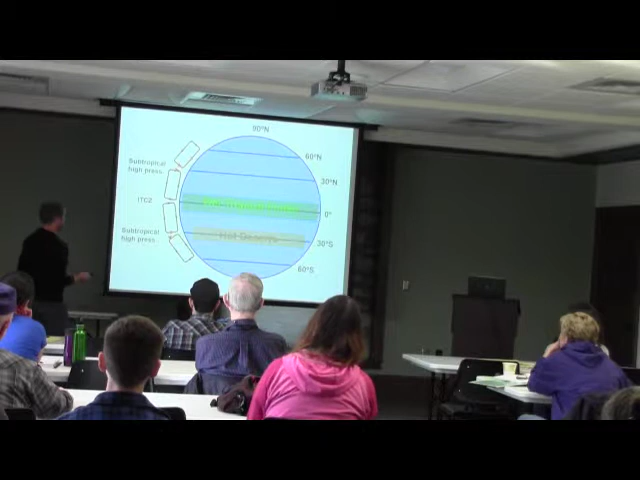 90°N
60°N
Subtropical
high press.
30°N
ITCZ
0°
Subtropical
high press.
Hot Deserts
30°S
60°S